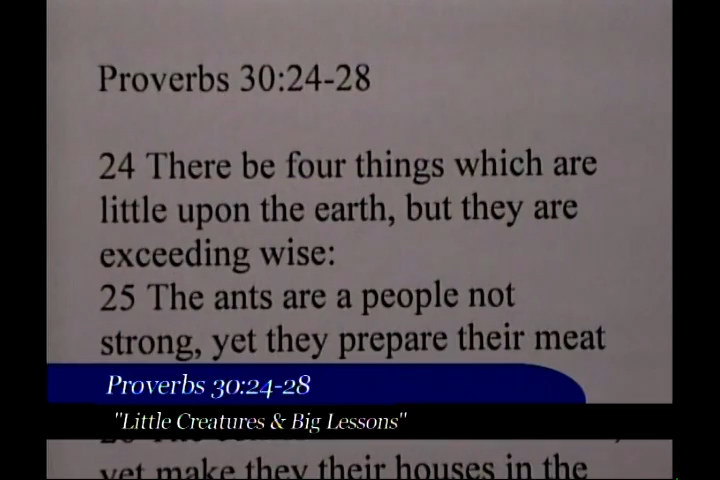 Proverbs 30:24-28
24 There be four things which are
little upon the earth, but they are
exceeding wise:
25 The ants are a people not
strong, yet they prepare their meat
Proverbs 30:24-28
"Little Creatures & Big Lessons"
yet make they their houses in the